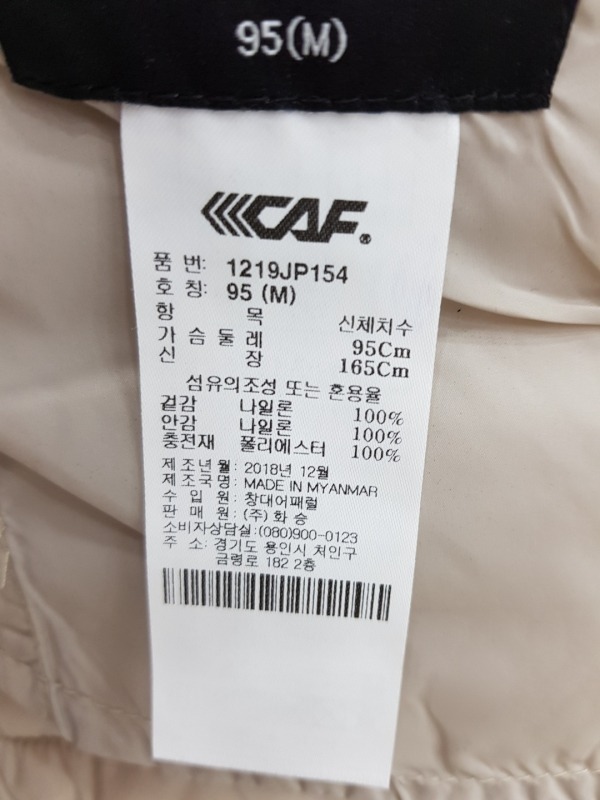 95(M)
CAF®
품 번: 1219JP154
호 칭: 95 (M)
항 목 신체치수
가 슴 둘 레 95Cm
신 장 165Cm
섬유의조성 또는 혼용율
겉감 나일론 100%
안감 나일론 100%
충전재 폴리에스터 100%
제 조 년 월 : 2018년 12월
제 조 국 명 : MADE IN MYANMAR
수 입 원 : 창대어패럴
판 매 원 : (주) 화 승
소비자상담실:(080)900-0123
주 소 : 경기도 용인시 처인구
금령로 182 2층